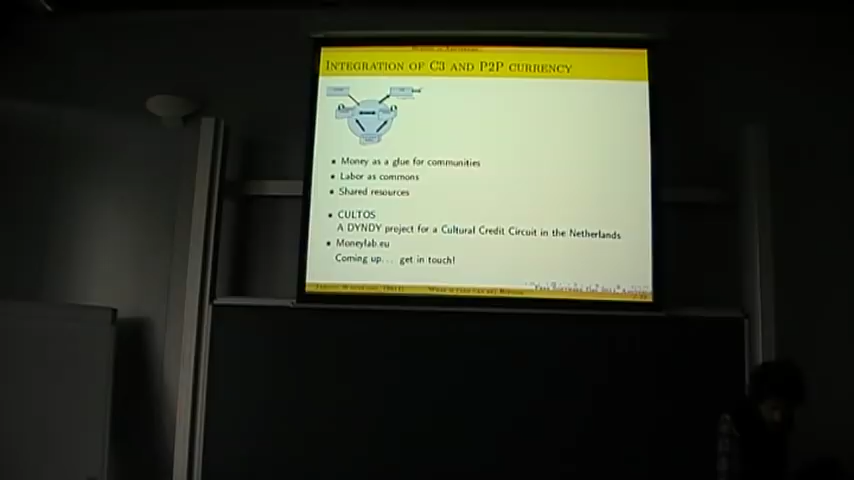 INTEGRATION OF C3 AND P2P CURRENCY
Money as a glue for communities
Labor as commons
Shared resources
CULTOS
A DYNDY project for a Cultural Credit Circuit in the Netherlands
Moneylab.eu
Coming up... get in touch!